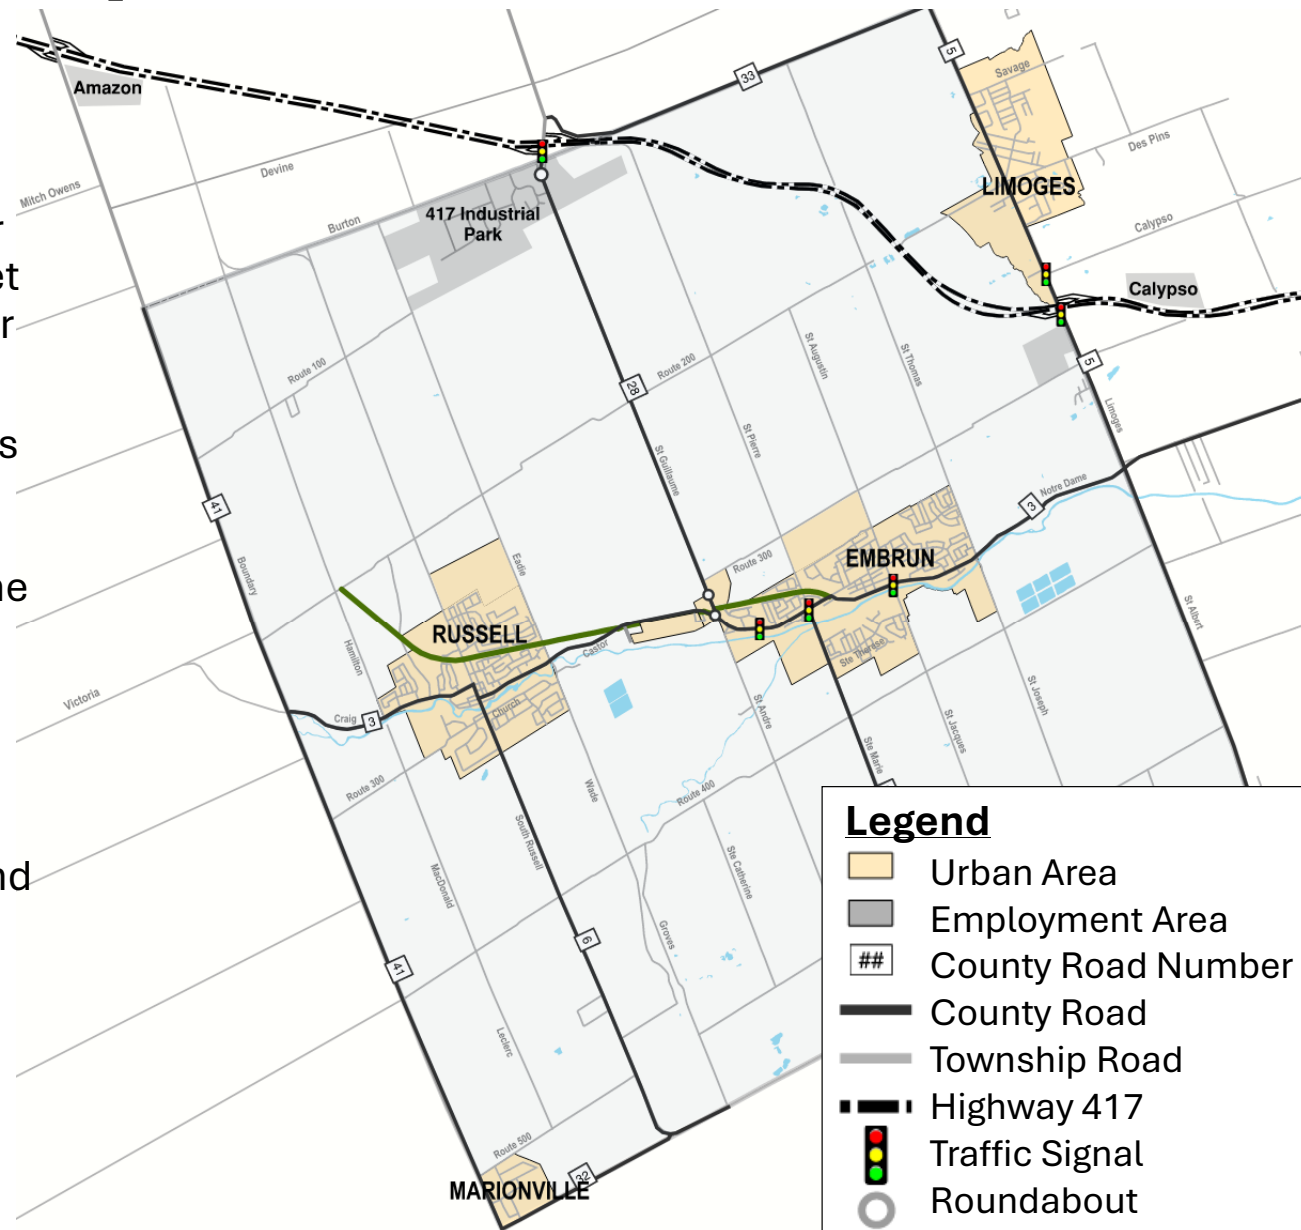 33
5
Savage
Amazon
Des Pins
Devine
Mitch Owens
LIMOGES
417 Industrial
Park
Burton
Calypso
r
et
r
Calypso
St Augustin
St Thomas
Route 100
Route 200
28
5
Limoges
St Pierre
s
St Guillaume
Notre Dame
3
41
Boundary
Eadie
Route 300
EMBRUN
ne
St Albert
RUSSELL
Hamilton
Castor
Ste Therese
Victoria
Craig
3
Church
St Andre
St Joseph
St Jacques
Ste Marie
Route 300
Wade
Route 400
South Russell
MacDonald
Ste Catherine
nd
Groves
6
41
Leclerc
Route 500
MARIONVILLE
32
Legend
Urban Area
Employment Area
## County Road Number
County Road
Township Road
Highway 417
Traffic Signal
Roundabout